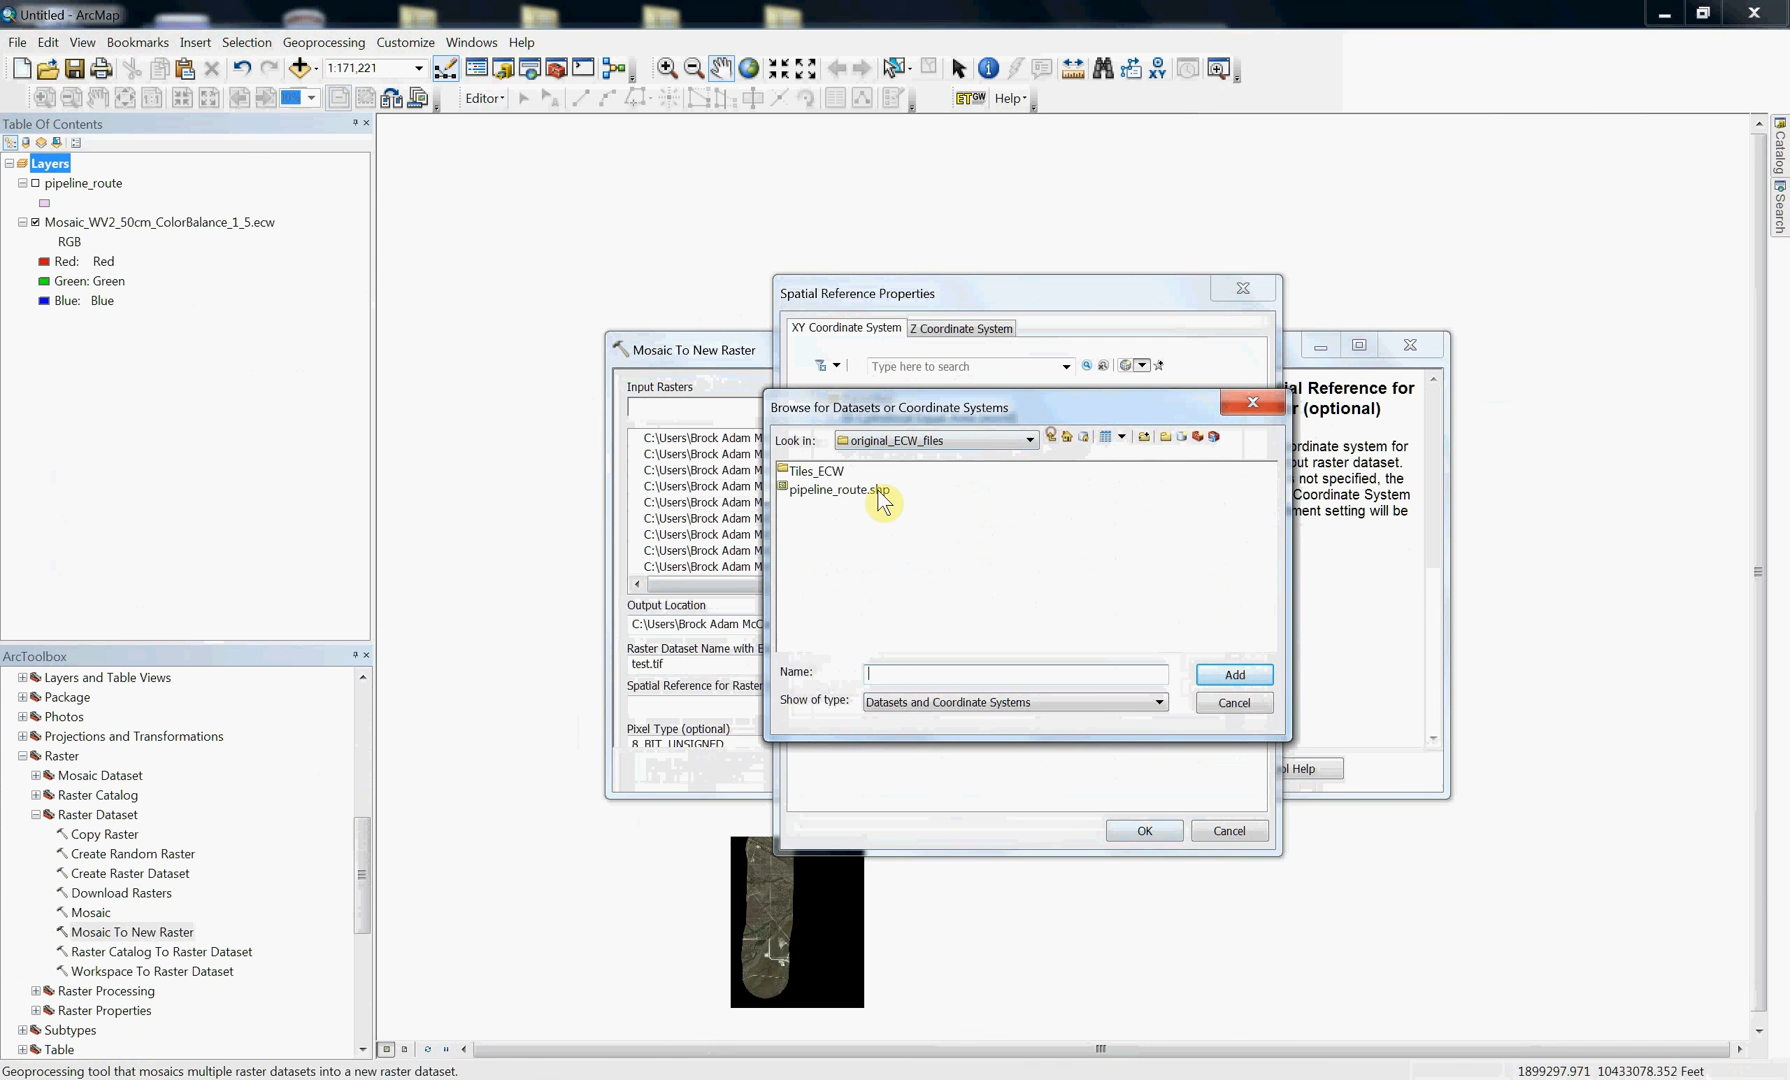 Untitled - ArcMap
File Edit View Bookmarks Insert Selection Geoprocessing Customize Windows Help
1:171,221
Editor
Help
Table Of Contents
Layers
pipeline_route
Mosaic_WV2_50cm_ColorBalance_1_5.ecw
RGB
Red: Red
Green: Green
Blue: Blue
ArcToolbox
Layers and Table Views
Package
Photos
Projections and Transformations
Raster
Mosaic Dataset
Raster Catalog
Raster Dataset
Copy Raster
Create Random Raster
Create Raster Dataset
Download Rasters
Mosaic
Mosaic To New Raster
Raster Catalog To Raster Dataset
Workspace To Raster Dataset
Raster Processing
Raster Properties
Subtypes
Table
Mosaic To New Raster
Input Rasters
C:\Users\Brock Adam M
C:\Users\Brock Adam M
C:\Users\Brock Adam M
C:\Users\Brock Adam M
C:\Users\Brock Adam M
C:\Users\Brock Adam M
C:\Users\Brock Adam M
C:\Users\Brock Adam M
C:\Users\Brock Adam M
Output Location
C:\Users\Brock Adam McC
Raster Dataset Name with E
test.tif
Spatial Reference for Raster
Pixel Type (optional)
8_BIT_UNSIGNED
Spatial Reference Properties
XY Coordinate System Z Coordinate System
Type here to search
Browse for Datasets or Coordinate Systems
Look in: original_ECW_files
Tiles_ECW
pipeline_route.shp
Name:
Add
Show of type: Datasets and Coordinate Systems
Cancel
OK Cancel
ial Reference for
r (optional)
ordinate system for
out raster dataset.
s not specified, the
Coordinate System
ment setting will be
ol Help
Catalog
Search
Geoprocessing tool that mosaics multiple raster datasets into a new raster dataset.
1899297.971 10433078.352 Feet